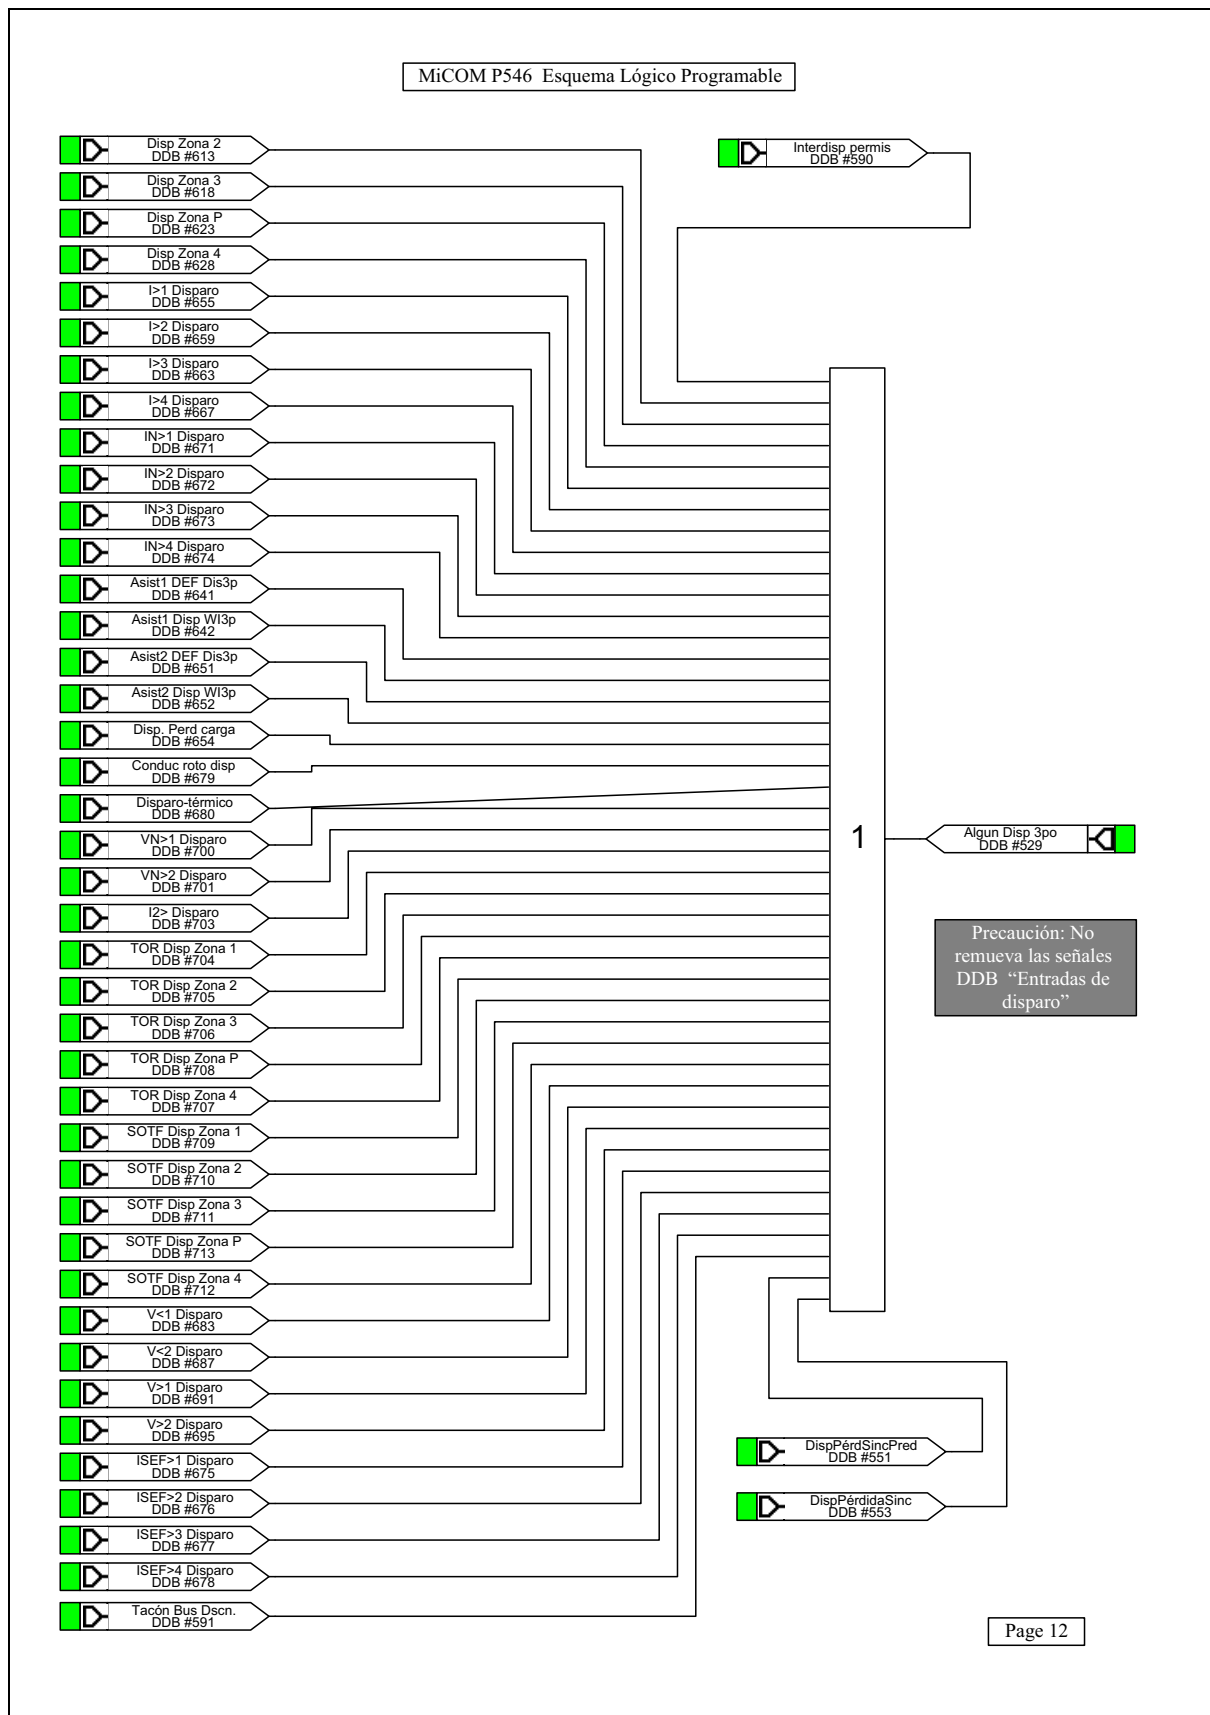 MiCOM P546 Esquema Lógico Programable
Disp Zona 2
DDB #613
Disp Zona 3
DDB #618
Disp Zona P
DDB #623
Disp Zona 4
DDB #628
I>1 Disparo
DDB #655
I>2 Disparo
DDB #659
I>3 Disparo
DDB #663
I>4 Disparo
DDB #667
IN>1 Disparo
DDB #671
IN>2 Disparo
DDB #672
IN>3 Disparo
DDB #673
IN>4 Disparo
DDB #674
Asist1 DEF Dis3p
DDB #641
Asist1 Disp WI3p
DDB #642
Asist2 DEF Dis3p
DDB #651
Asist2 Disp WI3p
DDB #652
Disp. Perd carga
DDB #654
Conduc roto disp
DDB #679
Disparo-térmico
DDB #680
VN>1 Disparo
DDB #700
VN>2 Disparo
DDB #701
I2> Disparo
DDB #703
TOR Disp Zona 1
DDB #704
TOR Disp Zona 2
DDB #705
TOR Disp Zona 3
DDB #706
TOR Disp Zona P
DDB #708
TOR Disp Zona 4
DDB #707
SOTF Disp Zona 1
DDB #709
SOTF Disp Zona 2
DDB #710
SOTF Disp Zona 3
DDB #711
SOTF Disp Zona P
DDB #713
SOTF Disp Zona 4
DDB #712
V<1 Disparo
DDB #683
V<2 Disparo
DDB #687
V>1 Disparo
DDB #691
V>2 Disparo
DDB #695
ISEF>1 Disparo
DDB #675
ISEF>2 Disparo
DDB #676
ISEF>3 Disparo
DDB #677
ISEF>4 Disparo
DDB #678
Tacón Bus Dscn.
DDB #591
Interdisp permis
DDB #590
1
Algun Disp 3po
DDB #529
Precaución: No
remueva las señales
DDB “Entradas de
disparo”
DispPérdSincPred
DDB #551
DispPérdidaSinc
DDB #553
Page 12